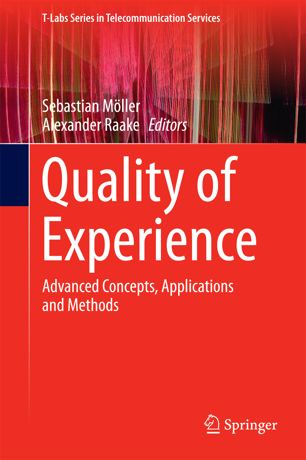 T-Labs Series in Telecommunication Services
Sebastian Möller
Alexander Raake Editors
Quality of
Experience
Advanced Concepts, Applications
and Methods
Springer